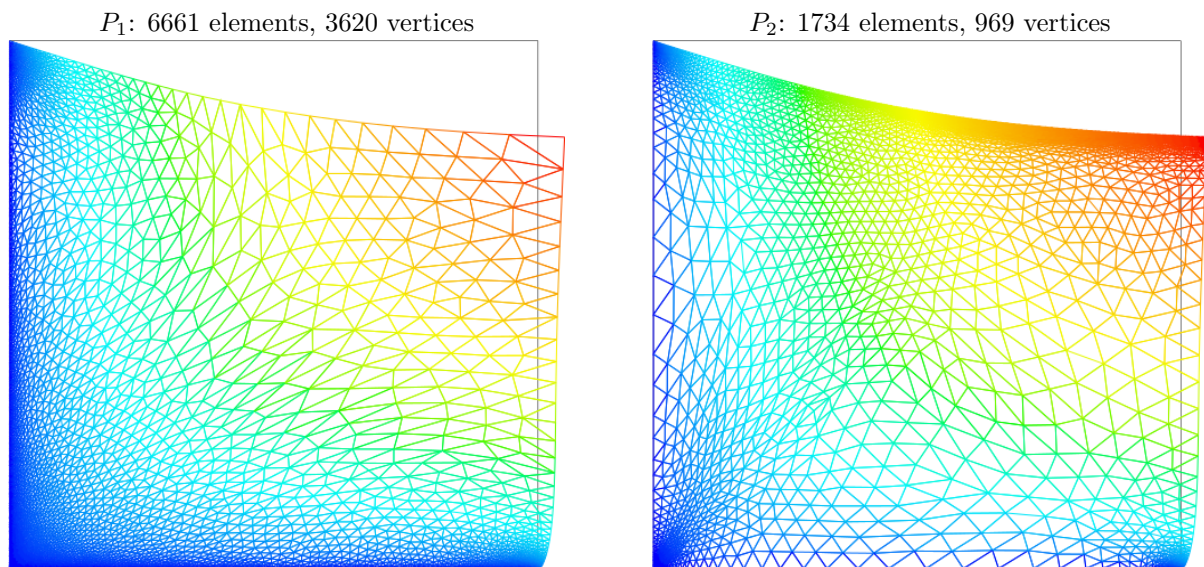 P₁: 6661 elements, 3620 vertices
P₂: 1734 elements, 969 vertices